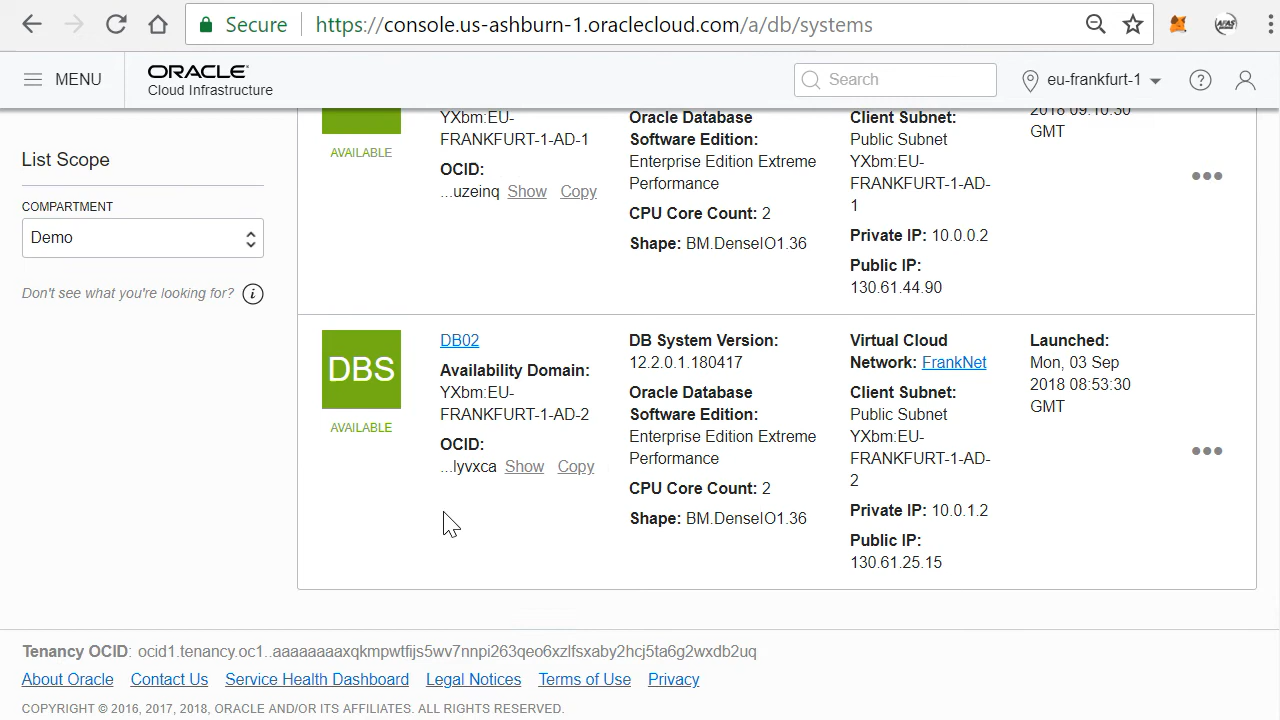 Secure
https://console.us-ashburn-1.oraclecloud.com/a/db/systems
MENU
ORACLE
Cloud Infrastructure
Search
eu-frankfurt-1
List Scope
COMPARTMENT
Demo
Don't see what you're looking for?
AVAILABLE
YXbm:EU-
FRANKFURT-1-AD-1
OCID:
...uzeinq Show Copy
Oracle Database
Software Edition:
Enterprise Edition Extreme
Performance
CPU Core Count: 2
Shape: BM.DenseIO1.36
Client Subnet:
Public Subnet
YXbm:EU-
FRANKFURT-1-AD-
1
Private IP: 10.0.0.2
Public IP:
130.61.44.90
2018 09:10:30
GMT
DBS
AVAILABLE
DB02
Availability Domain:
YXbm:EU-
FRANKFURT-1-AD-2
OCID:
...lyvxca Show Copy
DB System Version:
12.2.0.1.180417
Oracle Database
Software Edition:
Enterprise Edition Extreme
Performance
CPU Core Count: 2
Shape: BM.DenseIO1.36
Virtual Cloud
Network: FrankNet
Client Subnet:
Public Subnet
YXbm:EU-
FRANKFURT-1-AD-
2
Private IP: 10.0.1.2
Public IP:
130.61.25.15
Launched:
Mon, 03 Sep
2018 08:53:30
GMT
Tenancy OCID: ocid1.tenancy.oc1..aaaaaaaaxqkmpwtfijs5wv7nnpi263qeo6xzlfsxaby2hcj5ta6g2wxdb2uq
About Oracle Contact Us Service Health Dashboard Legal Notices Terms of Use Privacy
COPYRIGHT © 2016, 2017, 2018, ORACLE AND/OR ITS AFFILIATES. ALL RIGHTS RESERVED.